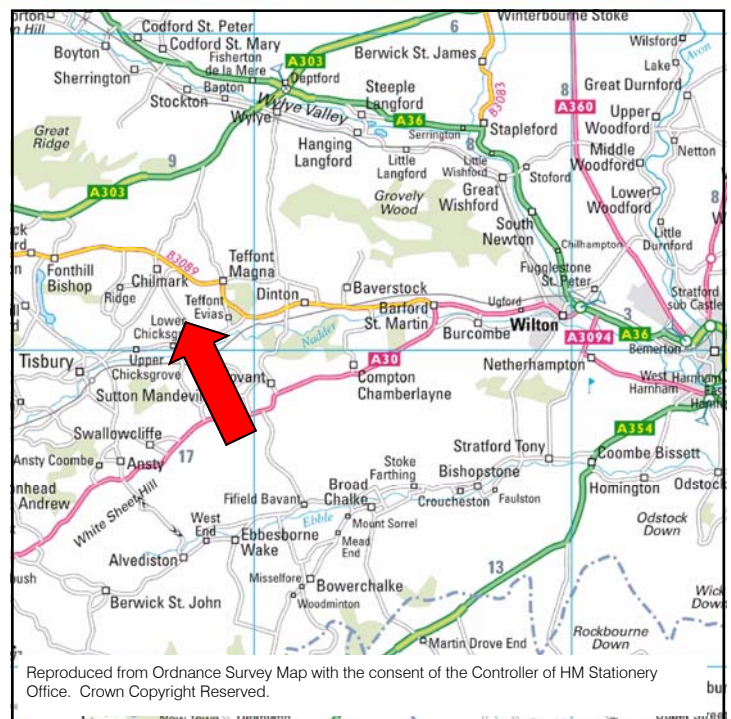 Winterbourne Stoke
Codford St. Peter
6
Wilsford
Codford St. Mary
Berwick St. James
Avon
Boyton
Fisherton
de la Mere
A303
Lake
Sherrington
Deptford
Great Durnford
Bapton
Steeple
Langford
B3083
8
Stockton
Wylye Valley
A360
Upper
Woodford
Wylye
A36
Great
Ridge
Serrington
Stapleford
Hanging
Langford
8
Middle
Woodford
Netton
Little
Langford
Little
Wishford
Stoford
9
Great
Wishford
Lower
Woodford
8
A303
Grovely
Wood
South
Newton
Little
Durnford
Chilhampton
B3089
Teffont
Magna
Fugglestone
St. Peter
Fonthill
Bishop
Chilmark
Baverstock
Stratford
sub Castle
Ridge
Teffont
Evias
Dinton
Barford
St. Martin
Ugford
3
Lower
Nadder
Burcombe
Wilton
A36
A3094
Bemerton
Tisbury
Upper
Chicksgrove
A30
Netherhampton
Compton
Chamberlayne
West
Harnham
Harnham
Sutton
A354
Swallowcliffe
Stratford Tony
Coombe Bissett
17
Stoke
Farthing
Bishopstone
Ansty Coombe
Ansty
Broad
Chalke
Homington
Odstock
Andrew
Fifield Bavant
Croucheston
Faulston
White Sheet Hill
West
End
Ebble
Mount Sorrel
Odstock
Down
Ebbesborne
Wake
Mead
End
Alvediston
13
Misselfore
Bowerchalke
Woodminton
Berwick St. John
Rockbourne
Down
Martin Drove End
Reproduced from Ordnance Survey Map with the consent of the Controller of HM Stationery
Office. Crown Copyright Reserved.